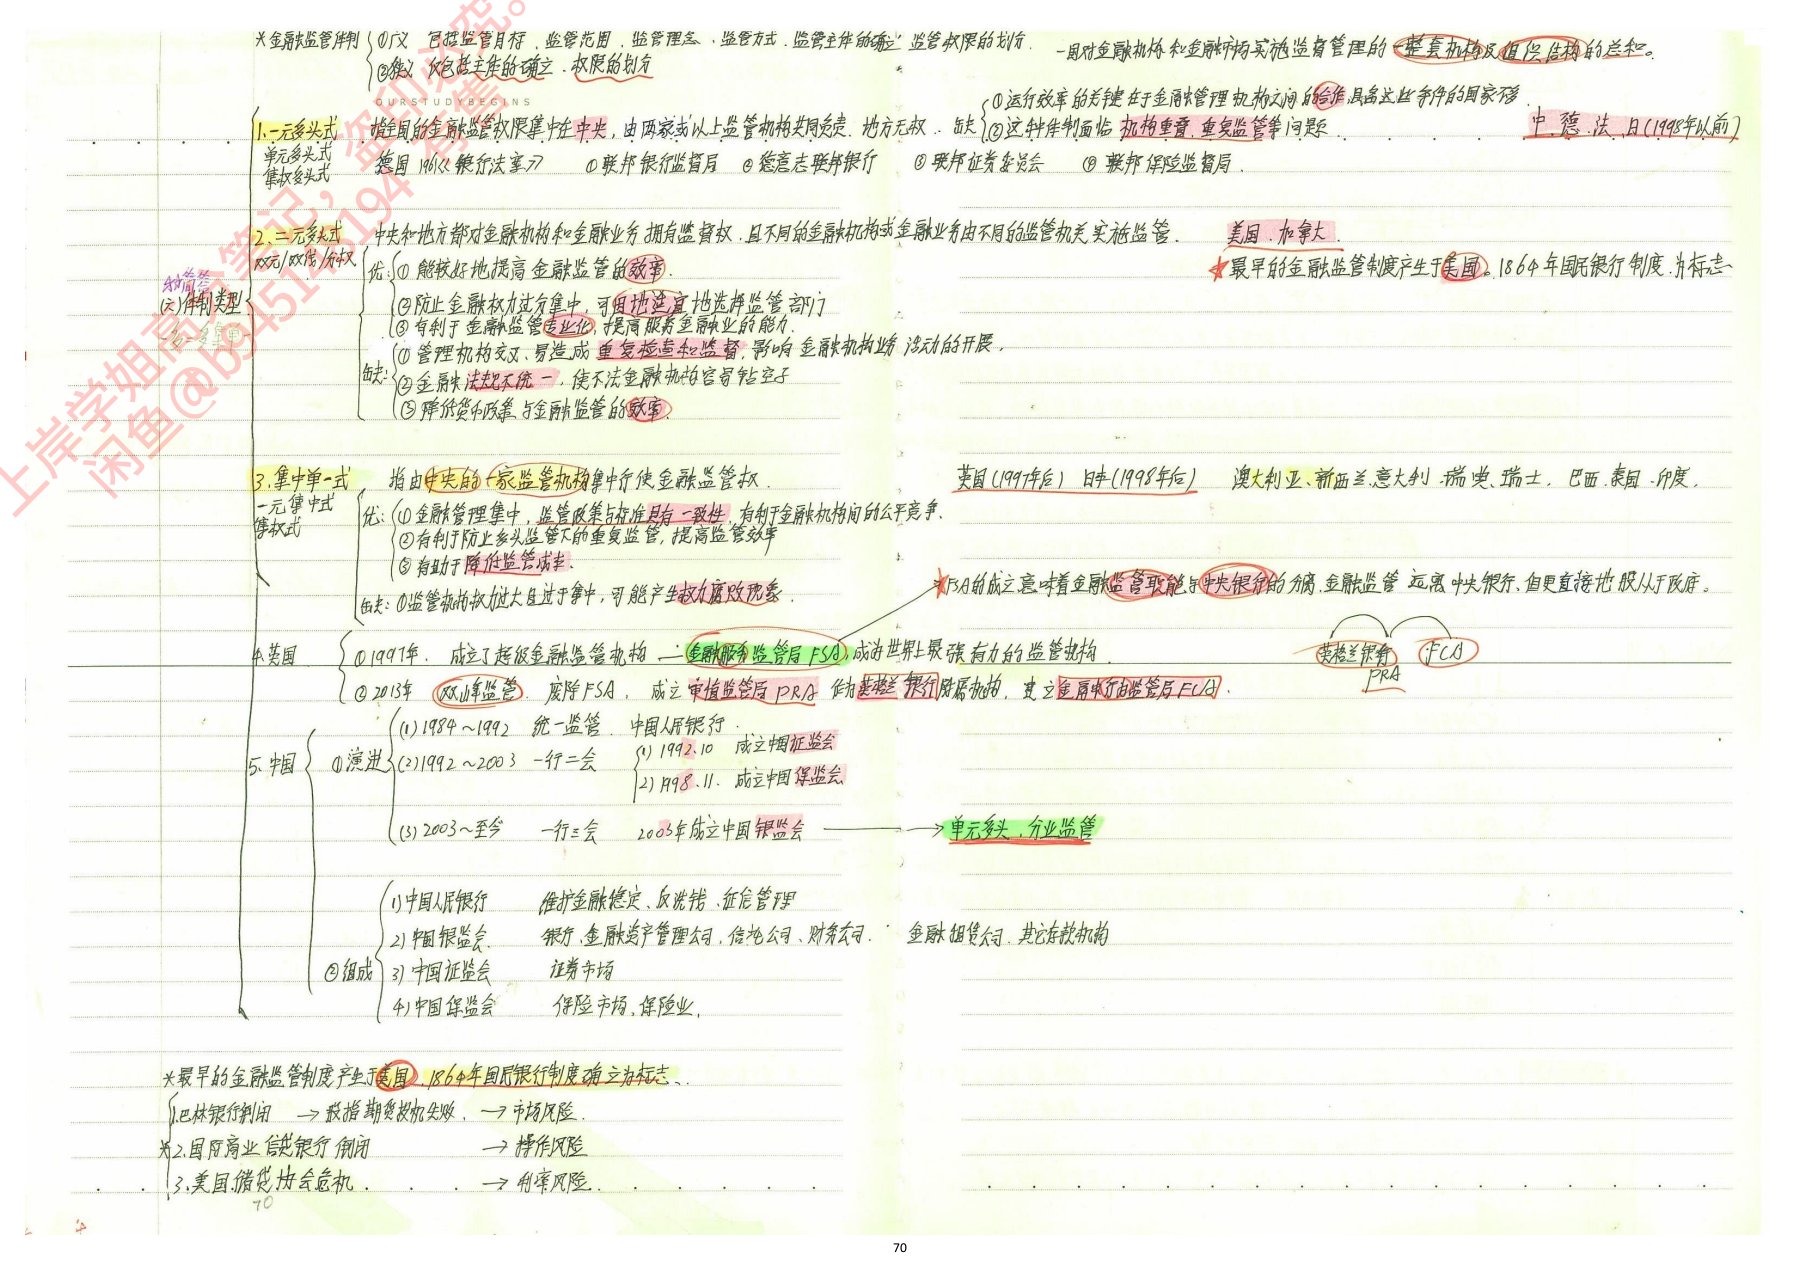 *金融监管体制 ①广义 包括监管目标、监管范围、监管理念、监管方式、监管主体的确立 监管权限的划分.
一国对金融机构和金融市场实施监督管理的一整套机构及组织结构的总和。
②狭义 仅包括主体的确立、权限的划分
OURSTUDYBEGINS
1.一元多头式 指全国的金融监管权限集中在中央,由两家或以上监管机构共同负责.地方无权.
缺 ①运行效率的关键在于金融管理机构之间的合作,具备这些条件的国家不多.
②这种体制面临机构重叠、重复监管等问题
中、德、法、日(1998年以前)
单元多头式
集权多头式
德国 1961《银行法案》 ①联邦银行监督局 ②德意志联邦银行 ③联邦证券委员会 ④联邦保险监督局.
2.二元多头式 中央和地方都对金融机构和金融业务拥有监督权.且不同的金融机构或金融业务由不同的监管机关实施监管. 美国、加拿大.
双元/双线/分权
优: ①能较好地提高金融监管的效率.
★最早的金融监管制度产生于美国。1864年国民银行制度.为标志
②防止金融权力过分集中,可因地适宜地选择监管部门
③有利于金融监管专业化,提高服务金融业的能力.
(六)体制类型
缺: ①管理机构交叉、易造成重复检查和监督,影响金融机构业务活动的开展.
②金融法规不统一,使不法金融机构容易钻空子
③降低货币政策与金融监管的效率.
3.集中单一式 指由中央的一家监管机构集中行使金融监管权. 英国(1997年后) 日本(1998年后) 澳大利亚、新西兰、意大利、瑞典、瑞士、巴西、泰国、印度.
一元集中式
集权式
优: ①金融管理集中,监管政策与标准具有一致性,有利于金融机构间的公平竞争.
②有利于防止多头监管下的重复监管,提高监管效率
③有助于降低监管成本.
缺: ①监管机构权力过大且过于集中,可能产生权力腐败现象.
★FSA的成立意味着金融监管职能与中央银行的分离.金融监管远离中央银行、但更直接地服从于政府。
4.英国 ①1997年. 成立了超级金融监管机构——金融服务监管局FSA,成为世界上最强有力的监管机构.
英格兰银行 FCA
PRA
②2013年 双峰监管 废除FSA, 成立审慎监管局PRA 作为英格兰银行附属机构, 建立金融行为监管局FCA.
5.中国 ①演进 (1)1984~1992 统一监管 中国人民银行.
(2)1992~2003 一行二会 1)1992.10 成立中国证监会
2)1998.11. 成立中国保监会
(3)2003~至今 一行三会 2003年成立中国银监会 → 单元多头、分业监管
②组成 1)中国人民银行 维护金融稳定、反洗钱、征信管理
2)中国银监会. 银行、金融资产管理公司、信托公司、财务公司、金融租赁公司、其它存款机构
3)中国证监会 证券市场
4)中国保监会 保险市场、保险业.
*最早的金融监管制度产生于美国、1864年国民银行制度确立为标志.
1.巴林银行倒闭 → 股指期货投机失败. → 市场风险.
*2.国际商业信贷银行倒闭 → 操作风险
3.美国储贷协会危机. → 利率风险.
70
上岸学姐高分笔记,盗印必究。
70